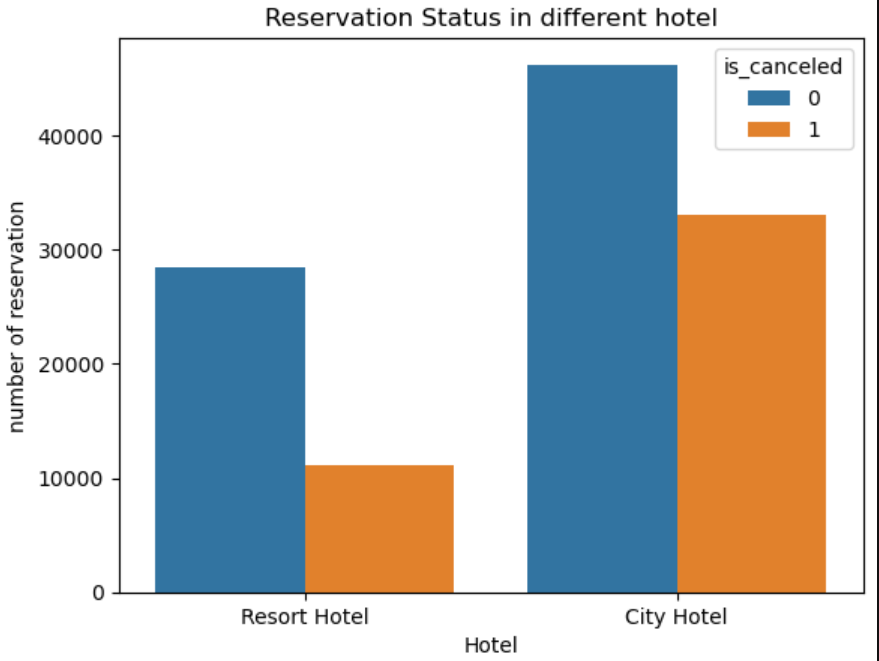 Reservation Status in different hotel
is_canceled
0
1
number of reservation
40000
30000
20000
10000
0
Resort Hotel
City Hotel
Hotel